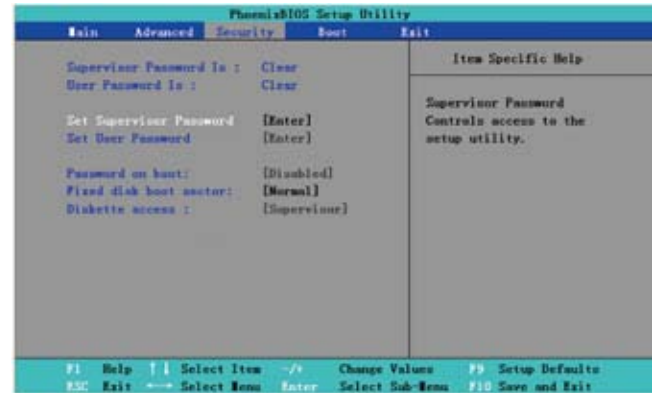 PhoenixBIOS Setup Utility
Main Advanced Security Boot Exit
Supervisor Password Is : Clear
User Password Is : Clear
Set Supervisor Password [Enter]
Set User Password [Enter]
Password on boot: [Disabled]
Fixed disk boot sector: [Normal]
Diskette access : [Supervisor]
Item Specific Help
Supervisor Password
Controls access to the
setup utility.
F1 Help ↑↓ Select Item -/+ Change Values F9 Setup Defaults
ESC Exit ←→ Select Menu Enter Select Sub-Menu F10 Save and Exit